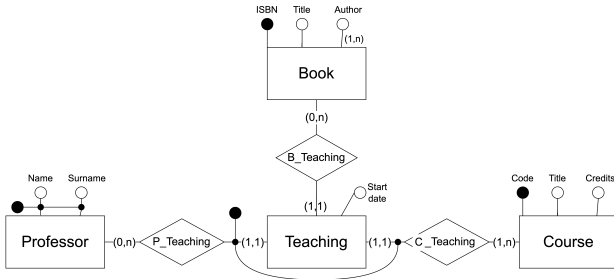 ISBN Title Author
(1,n)
Book
(0,n)
B_Teaching
(1,1)
Start
date
Name Surname
Code Title Credits
Professor (0,n) P_Teaching (1,1) Teaching (1,1) C_Teaching (1,n) Course